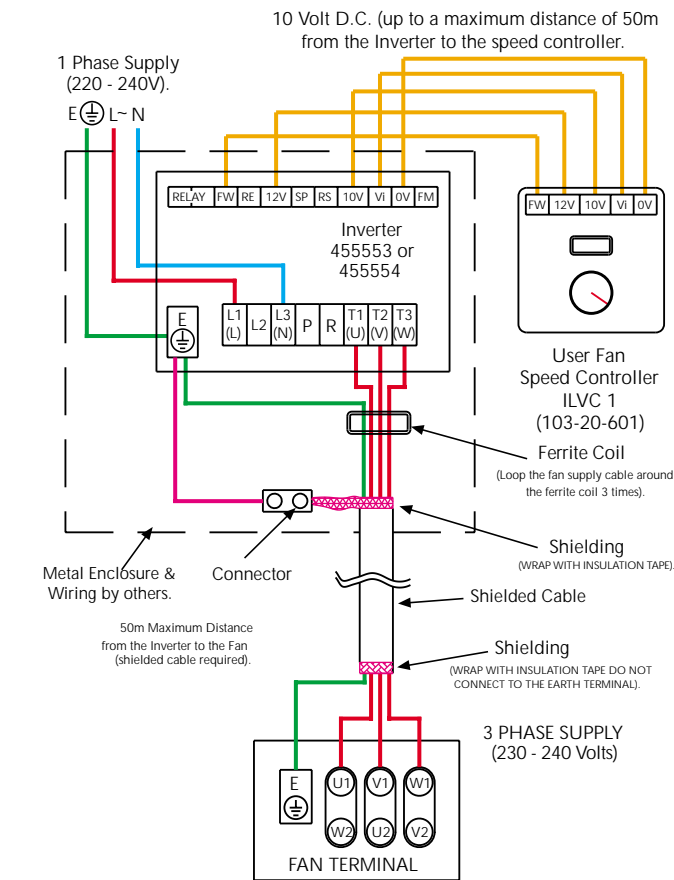 10 Volt D.C. (up to a maximum distance of 50m
from the Inverter to the speed controller.
1 Phase Supply
(220 - 240V).
E L~ N
RELAY FW RE 12V SP RS 10V Vi 0V FM
FW 12V 10V Vi 0V
Inverter
455553 or
455554
E
L1 (L) L2 L3 (N) P R T1 (U) T2 (V) T3 (W)
User Fan
Speed Controller
ILVC 1
(103-20-601)
Ferrite Coil
(Loop the fan supply cable around
the ferrite coil 3 times).
Shielding
(WRAP WITH INSULATION TAPE).
Metal Enclosure &
Wiring by others.
Connector
Shielded Cable
50m Maximum Distance
from the Inverter to the Fan
(shielded cable required).
Shielding
(WRAP WITH INSULATION TAPE DO NOT
CONNECT TO THE EARTH TERMINAL).
3 PHASE SUPPLY
(230 - 240 Volts)
E U1 V1 W1
W2 U2 V2
FAN TERMINAL